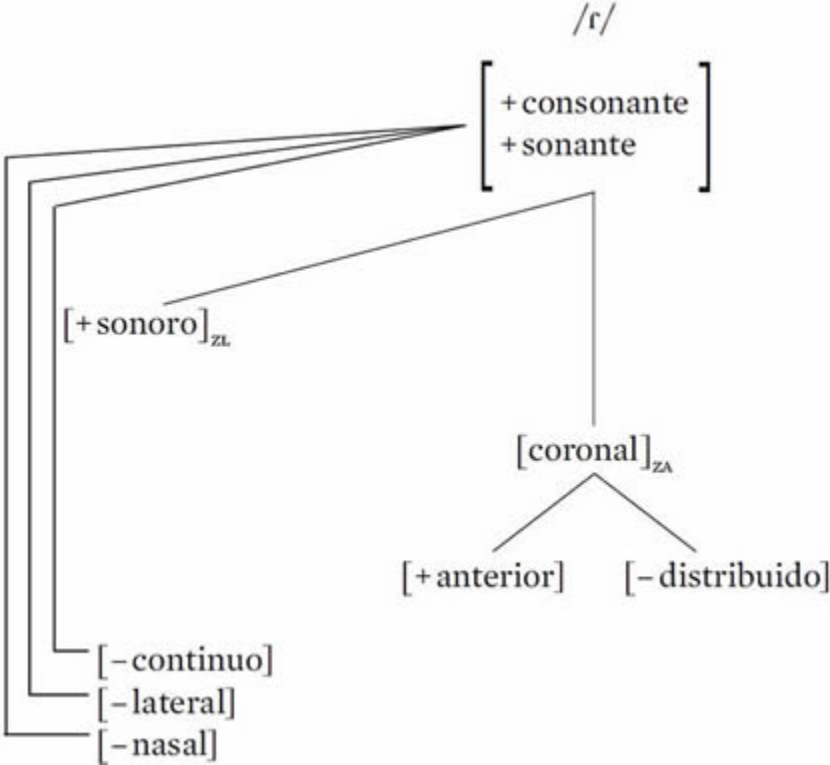 /ɾ/
+consonante
+sonante
[+sonoro]ZL
[coronal]ZA
[+anterior] [−distribuido]
[−continuo]
[−lateral]
[−nasal]